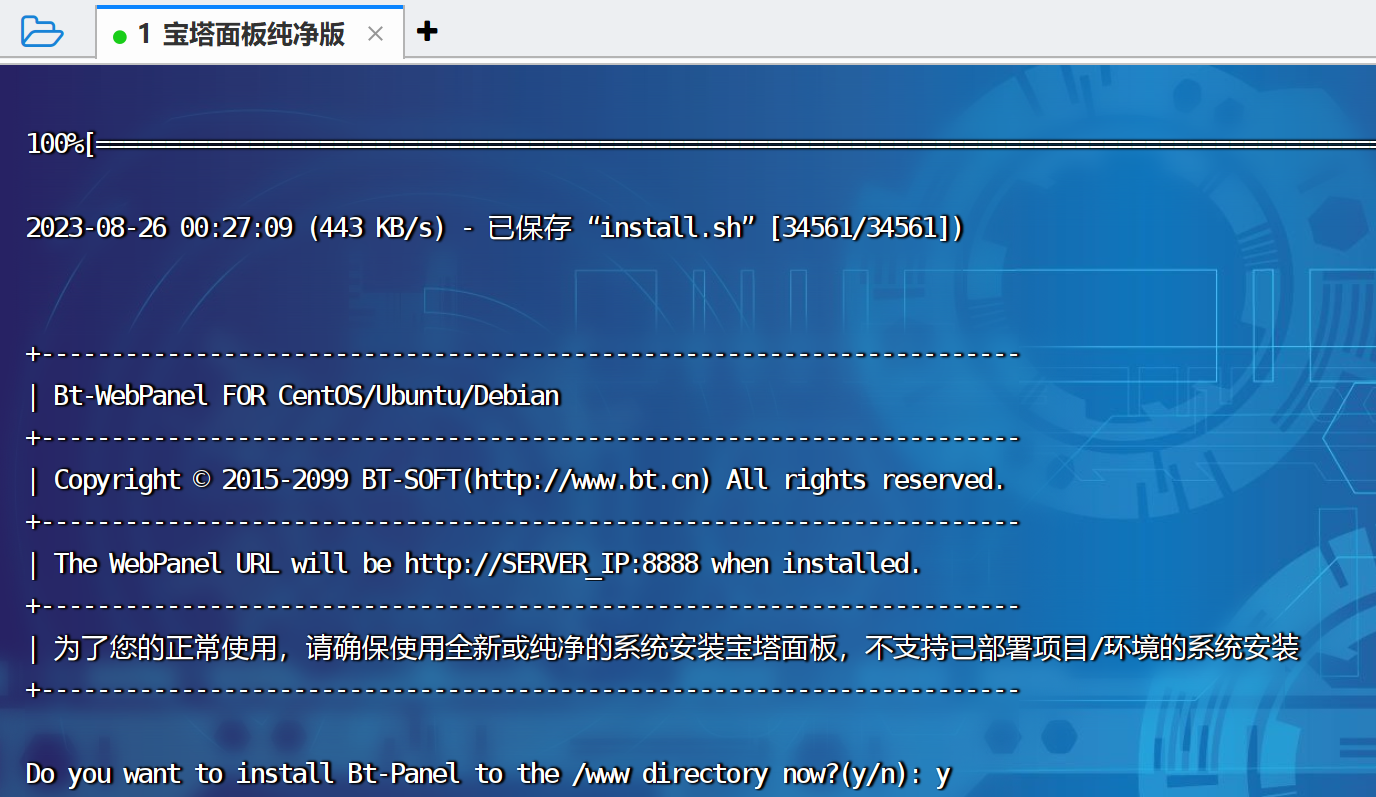 1 宝塔面板纯净版
100%[
2023-08-26 00:27:09 (443 KB/s) - 已保存 “install.sh” [34561/34561])
+----------------------------------------------------------------------
| Bt-WebPanel FOR CentOS/Ubuntu/Debian
+----------------------------------------------------------------------
| Copyright © 2015-2099 BT-SOFT(http://www.bt.cn) All rights reserved.
+----------------------------------------------------------------------
| The WebPanel URL will be http://SERVER_IP:8888 when installed.
+----------------------------------------------------------------------
| 为了您的正常使用，请确保使用全新或纯净的系统安装宝塔面板，不支持已部署项目/环境的系统安装
+----------------------------------------------------------------------
Do you want to install Bt-Panel to the /www directory now?(y/n): y